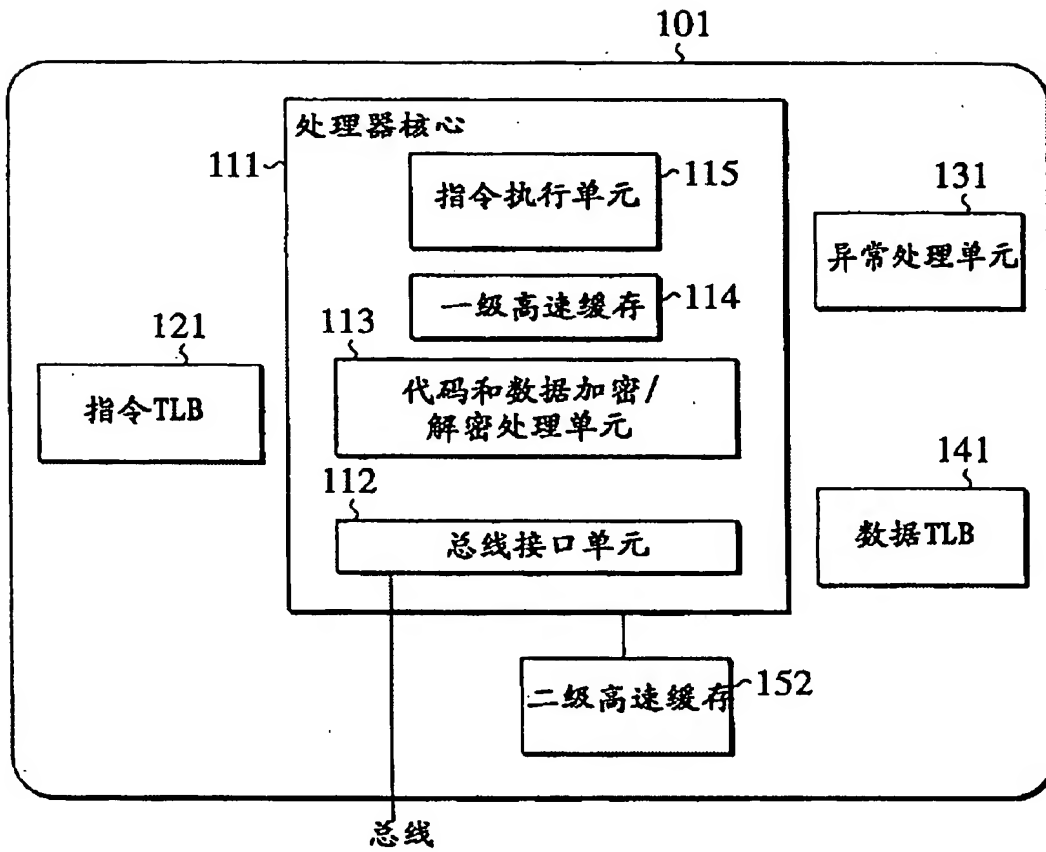 101
处理器核心
111
指令执行单元
115
131
异常处理单元
一级高速缓存
114
121
指令TLB
113
代码和数据加密/
解密处理单元
112
总线接口单元
141
数据TLB
二级高速缓存
152
总线